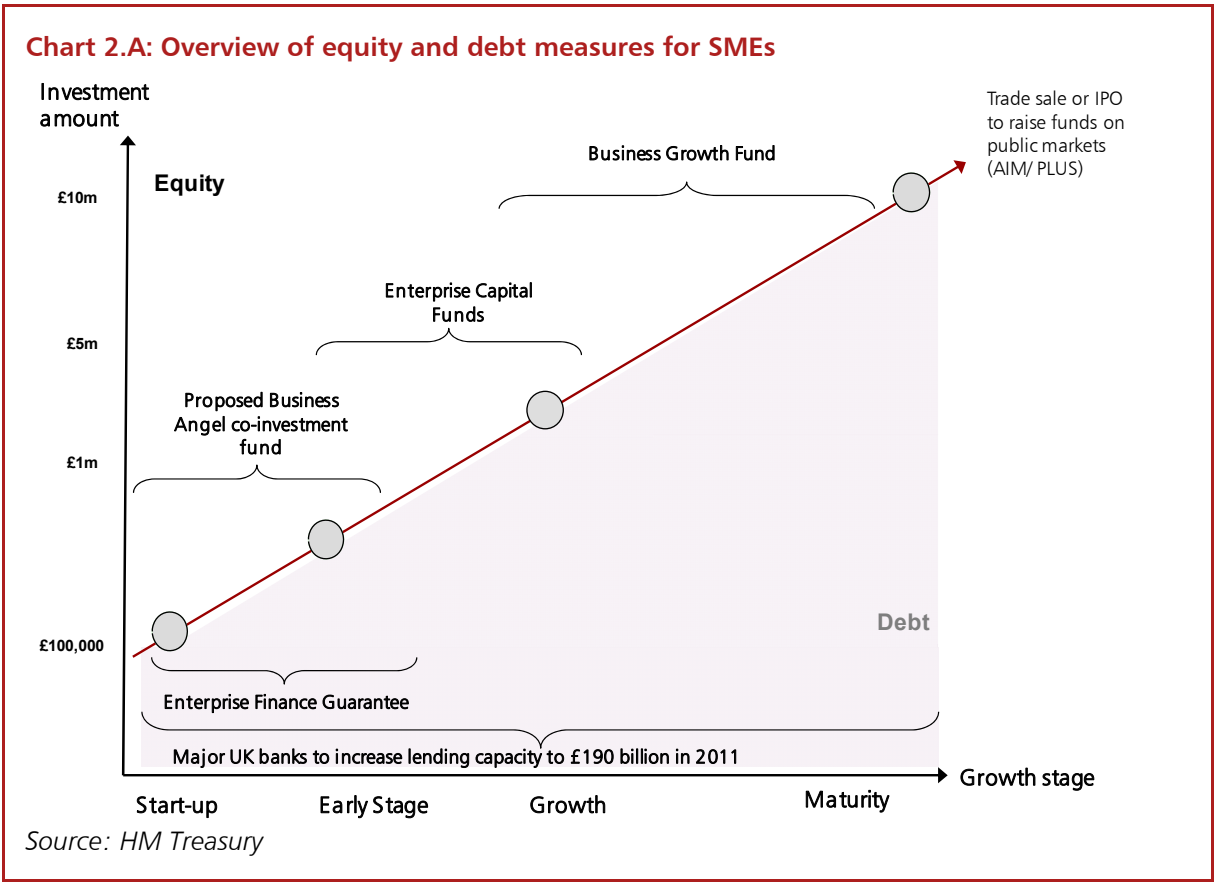 Chart 2.A: Overview of equity and debt measures for SMEs
Investment
amount
Trade sale or IPO
to raise funds on
public markets
(AIM/ PLUS)
Business Growth Fund
Equity
£10m
Enterprise Capital
Funds
£5m
Proposed Business
Angel co-investment
fund
£1m
Debt
£100,000
Enterprise Finance Guarantee
Major UK banks to increase lending capacity to £190 billion in 2011
Growth stage
Start-up
Early Stage
Growth
Maturity
Source: HM Treasury